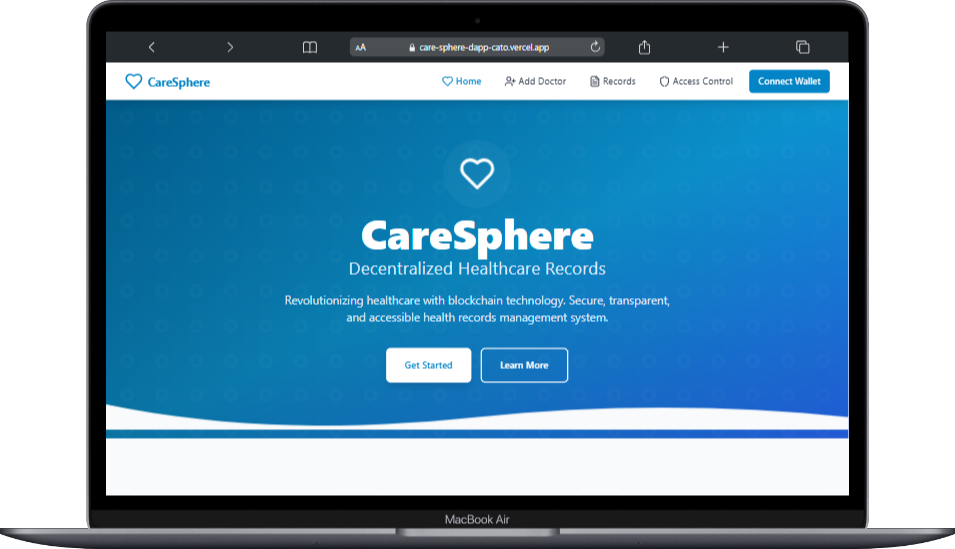 AA care-sphere-dapp-cato.vercel.app
CareSphere Home Add Doctor Records Access Control Connect Wallet
CareSphere
Decentralized Healthcare Records
Revolutionizing healthcare with blockchain technology. Secure, transparent,
and accessible health records management system.
Get Started Learn More
MacBook Air